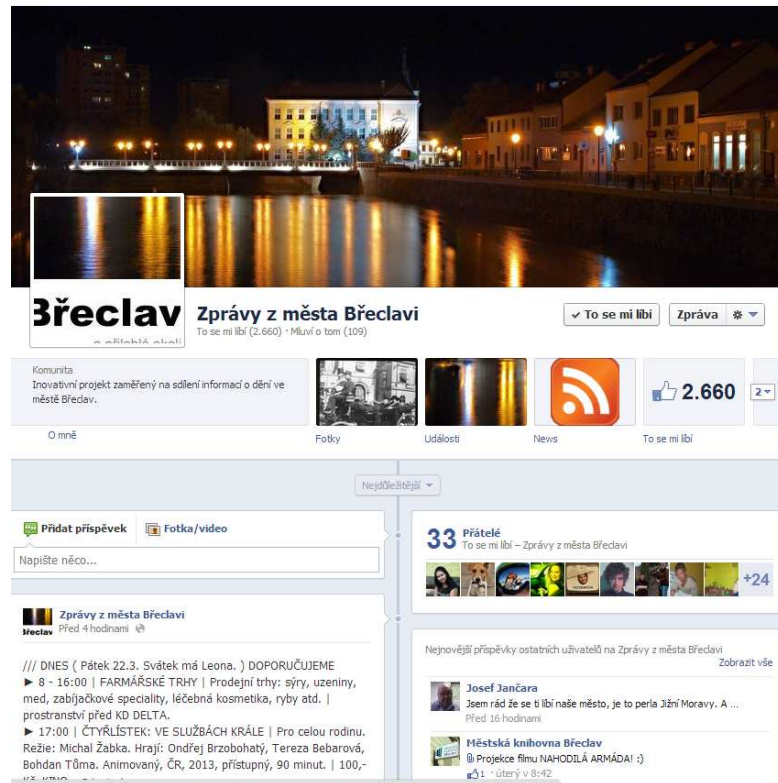 Břeclav
a přilehlé okolí
Zprávy z města Břeclavi
To se mi líbí (2.660) · Mluví o tom (109)
✓ To se mi líbí
Zpráva
Komunita
Inovativní projekt zaměřený na sdílení informací o dění ve
městě Břeclav.
O mně
Fotky
Události
News
2.660
To se mi líbí
2
Nejdůležitější
Přidat příspěvek
Fotka/video
Napište něco...
Zprávy z města Břeclavi
Před 4 hodinami
Břeclav
/// DNES ( Pátek 22.3. Svátek má Leona. ) DOPORUČUJEME
► 8 - 16:00 | FARMÁŘSKÉ TRHY | Prodejní trhy: sýry, uzeniny,
med, zabíjačkové speciality, léčebná kosmetika, ryby atd. |
prostranství před KD DELTA.
► 17:00 | ČTYŘLÍSTEK: VE SLUŽBÁCH KRÁLE | Pro celou rodinu.
Režie: Michal Žabka. Hrají: Ondřej Brzobohatý, Tereza Bebarová,
Bohdan Tůma. Animovaný, ČR, 2013, přístupný, 90 minut. | 100,-
33 Přátelé
To se mi líbí – Zprávy z města Břeclavi
+24
Nejnovější příspěvky ostatních uživatelů na Zprávy z města Břeclavi
Zobrazit vše
Josef Jančara
Jsem rád že se ti líbí naše město, je to perla Jižní Moravy. A ...
Před 16 hodinami
Městská knihovna Břeclav
Projekce filmu NAHODILÁ ARMÁDA! :)
1 · úterý v 8:42